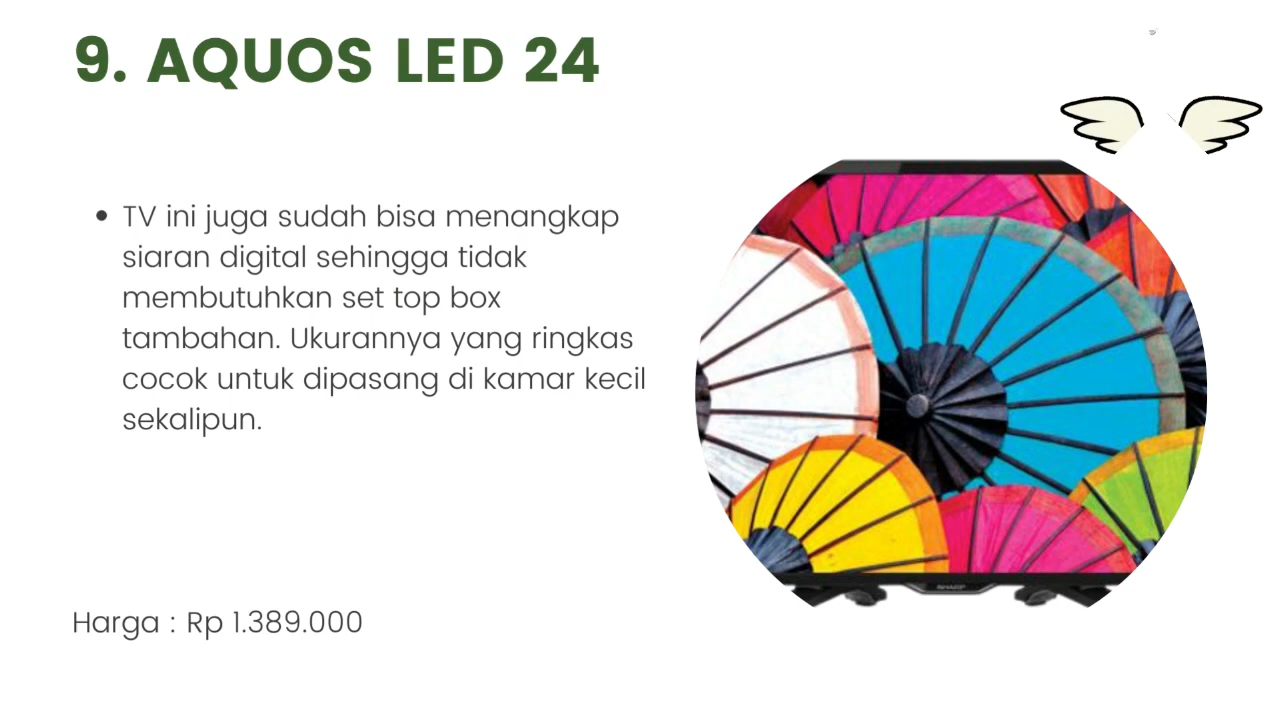 9. AQUOS LED 24
• TV ini juga sudah bisa menangkap
siaran digital sehingga tidak
membutuhkan set top box
tambahan. Ukurannya yang ringkas
cocok untuk dipasang di kamar kecil
sekalipun.
SHARP
Harga : Rp 1.389.000